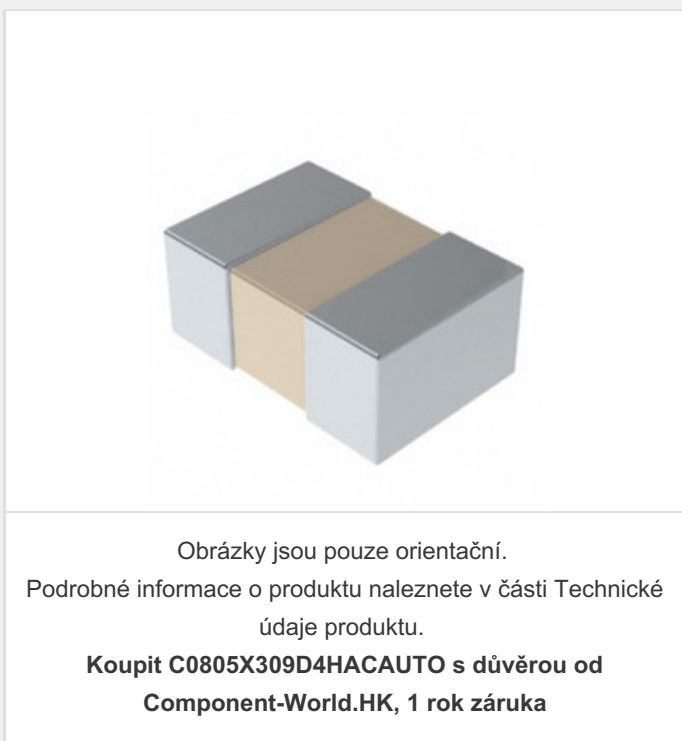 Obrázky jsou pouze orientační.
Podrobné informace o produktu naleznete v části Technické
údaje produktu.
Koupit C0805X309D4HACAUTO s důvěrou od
Component-World.HK, 1 rok záruka